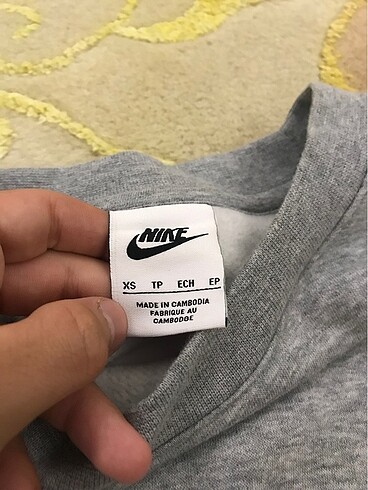 NIKE
XS TP ECH EP
MADE IN CAMBODIA
FABRIQUE AU
CAMBODGE